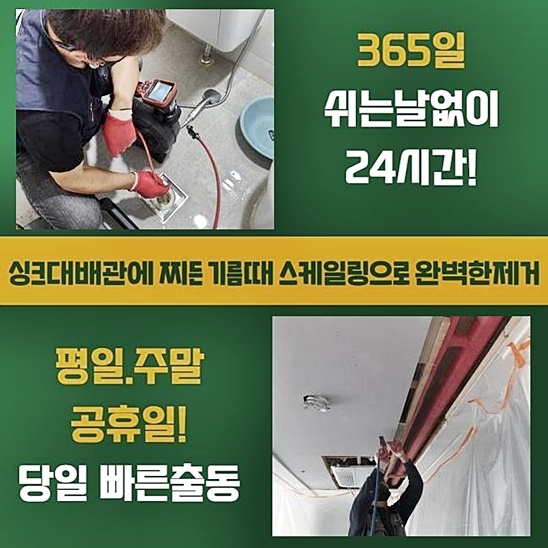 365일
쉬는날없이
24시간!
싱크대배관에 찌든 기름때 스케일링으로 완벽한제거
평일.주말
공휴일!
당일 빠른출동